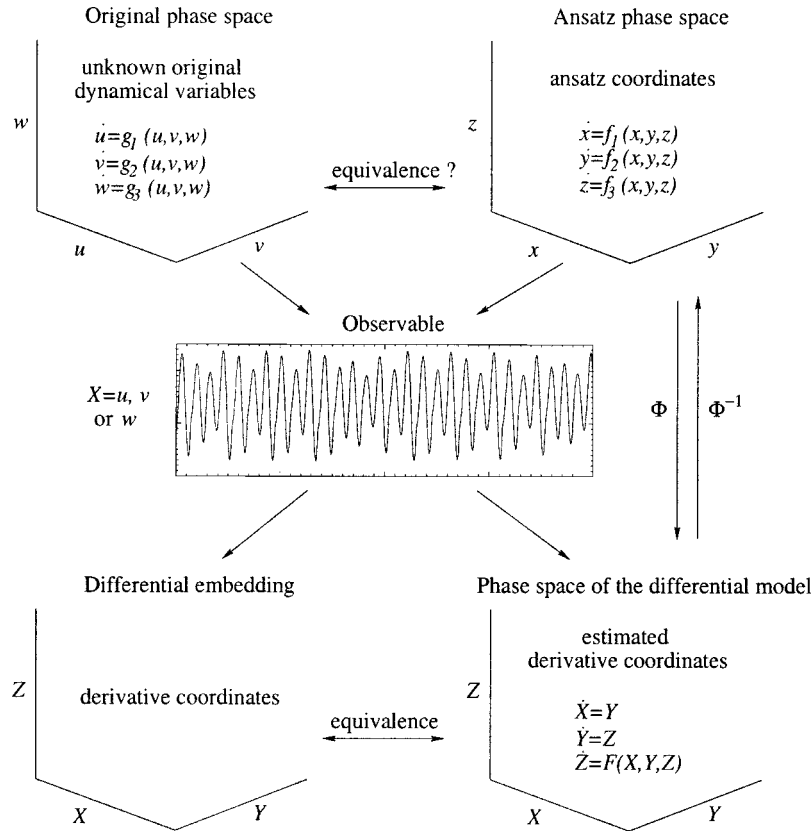 Original phase space
unknown original
dynamical variables
w
u̇=g₁ (u,v,w)
v̇=g₂ (u,v,w)
ẇ=g₃ (u,v,w)
u
v
equivalence ?
Ansatz phase space
ansatz coordinates
z
ẋ=f₁ (x,y,z)
ẏ=f₂ (x,y,z)
ż=f₃ (x,y,z)
x
y
Observable
X=u, v
or w
Φ
Φ⁻¹
Differential embedding
Z
derivative coordinates
X
Y
equivalence
Phase space of the differential model
estimated
derivative coordinates
Z
Ẋ=Y
Ẏ=Z
Ż=F(X,Y,Z)
X
Y